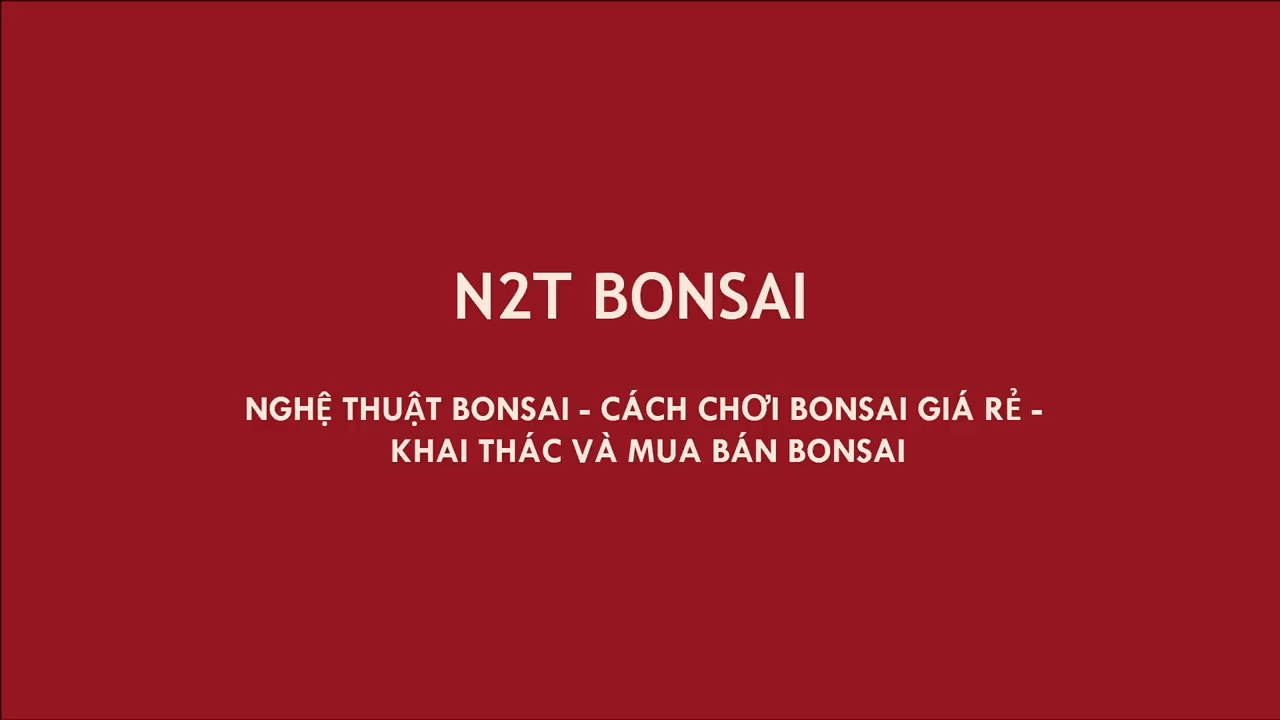 N2T BONSAI
NGHỆ THUẬT BONSAI - CÁCH CHƠI BONSAI GIÁ RẺ -
KHAI THÁC VÀ MUA BÁN BONSAI